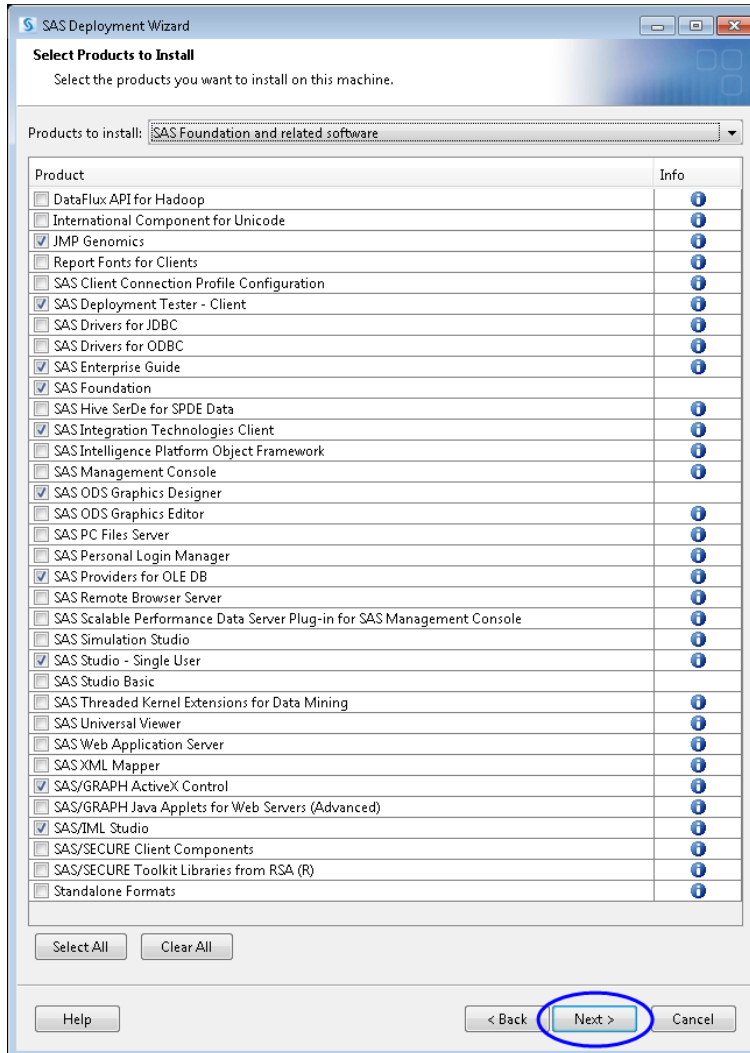 SAS Deployment Wizard
Select Products to Install
Select the products you want to install on this machine.
Products to install: SAS Foundation and related software
Product Info
DataFlux API for Hadoop
International Component for Unicode
JMP Genomics
Report Fonts for Clients
SAS Client Connection Profile Configuration
SAS Deployment Tester - Client
SAS Drivers for JDBC
SAS Drivers for ODBC
SAS Enterprise Guide
SAS Foundation
SAS Hive SerDe for SPDE Data
SAS Integration Technologies Client
SAS Intelligence Platform Object Framework
SAS Management Console
SAS ODS Graphics Designer
SAS ODS Graphics Editor
SAS PC Files Server
SAS Personal Login Manager
SAS Providers for OLE DB
SAS Remote Browser Server
SAS Scalable Performance Data Server Plug-in for SAS Management Console
SAS Simulation Studio
SAS Studio - Single User
SAS Studio Basic
SAS Threaded Kernel Extensions for Data Mining
SAS Universal Viewer
SAS Web Application Server
SAS XML Mapper
SAS/GRAPH ActiveX Control
SAS/GRAPH Java Applets for Web Servers (Advanced)
SAS/IML Studio
SAS/SECURE Client Components
SAS/SECURE Toolkit Libraries from RSA (R)
Standalone Formats
Select All Clear All
Help < Back Next > Cancel